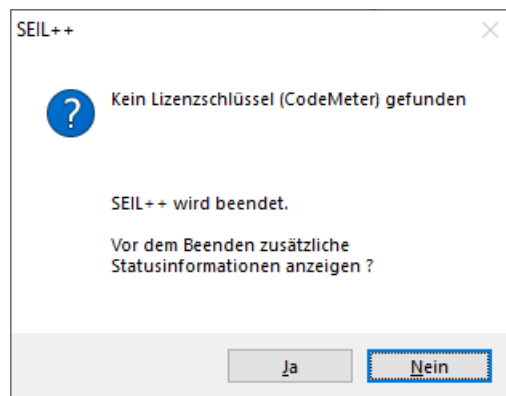 SEIL++
Kein Lizenzschlüssel (CodeMeter) gefunden
SEIL++ wird beendet.
Vor dem Beenden zusätzliche
Statusinformationen anzeigen ?
Ja
Nein